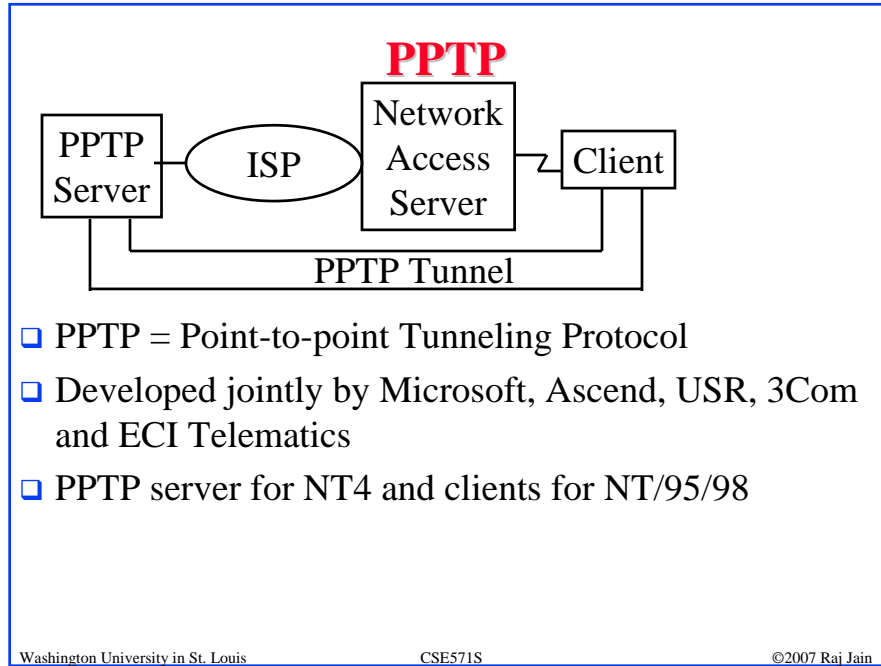 PPTP
PPTP
Server
ISP
Network
Access
Server
Client
PPTP Tunnel
PPTP = Point-to-point Tunneling Protocol
Developed jointly by Microsoft, Ascend, USR, 3Com
and ECI Telematics
PPTP server for NT4 and clients for NT/95/98
Washington University in St. Louis
CSE571S
©2007 Raj Jain